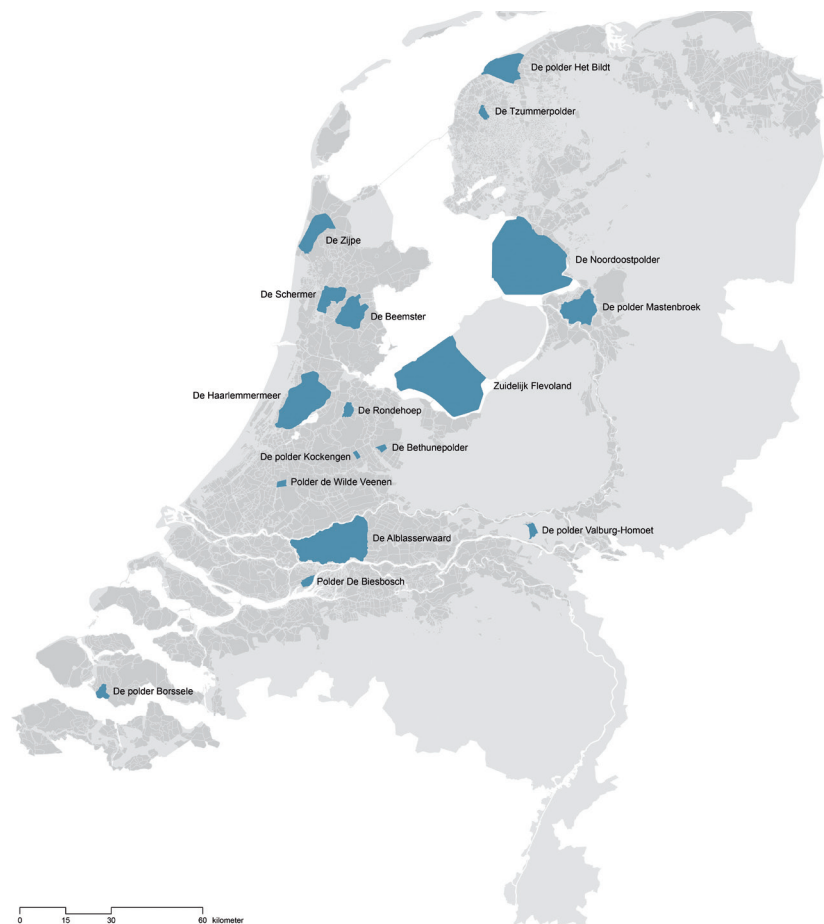 De polder Het Bildt
De Tzummerpolder
De Zijpe
De Noordoostpolder
De Schermer
De polder Mastenbroek
De Beemster
Zuidelijk Flevoland
De Haarlemmermeer
De Rondehoep
De Bethunepolder
De polder Kockengen
Polder de Wilde Veenen
De polder Valburg-Homoet
De Alblasserwaard
Polder De Biesbosch
De polder Borssele
0 15 30 60 kilometer